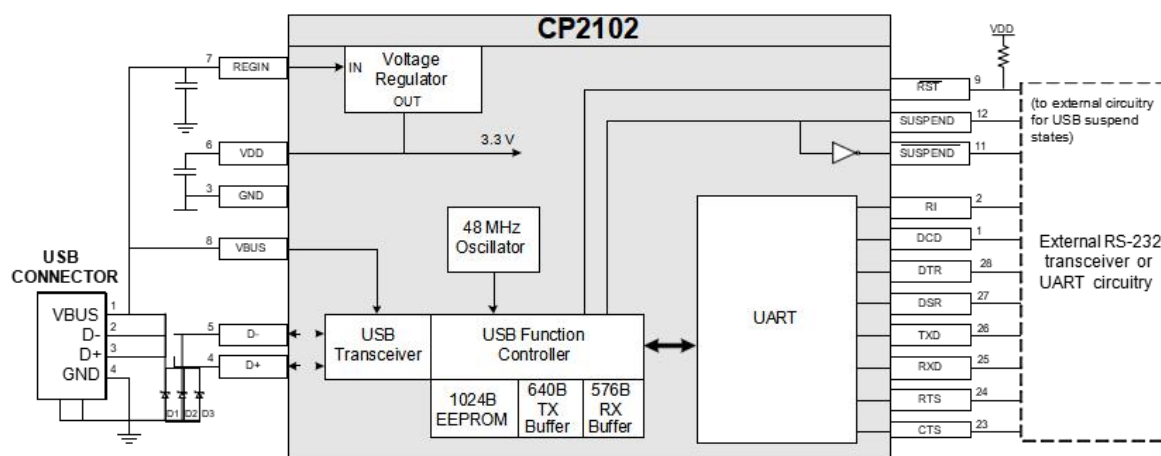 CP2102
7 REGIN
IN
Voltage
Regulator
OUT
VDD
9 RST
12 SUSPEND
11 SUSPEND
(to external circuitry
for USB suspend
states)
6 VDD
3.3 V
3 GND
8 VBUS
48 MHz
Oscillator
USB
CONNECTOR
VBUS 1
D- 2
D+ 3
GND 4
D1 D2 D3
5 D-
4 D+
USB
Transceiver
USB Function
Controller
1024B
EEPROM
640B
TX
Buffer
576B
RX
Buffer
UART
RI 2
DCD 1
DTR 28
DSR 27
TXD 26
RXD 25
RTS 24
CTS 23
External RS-232
transceiver or
UART circuitry